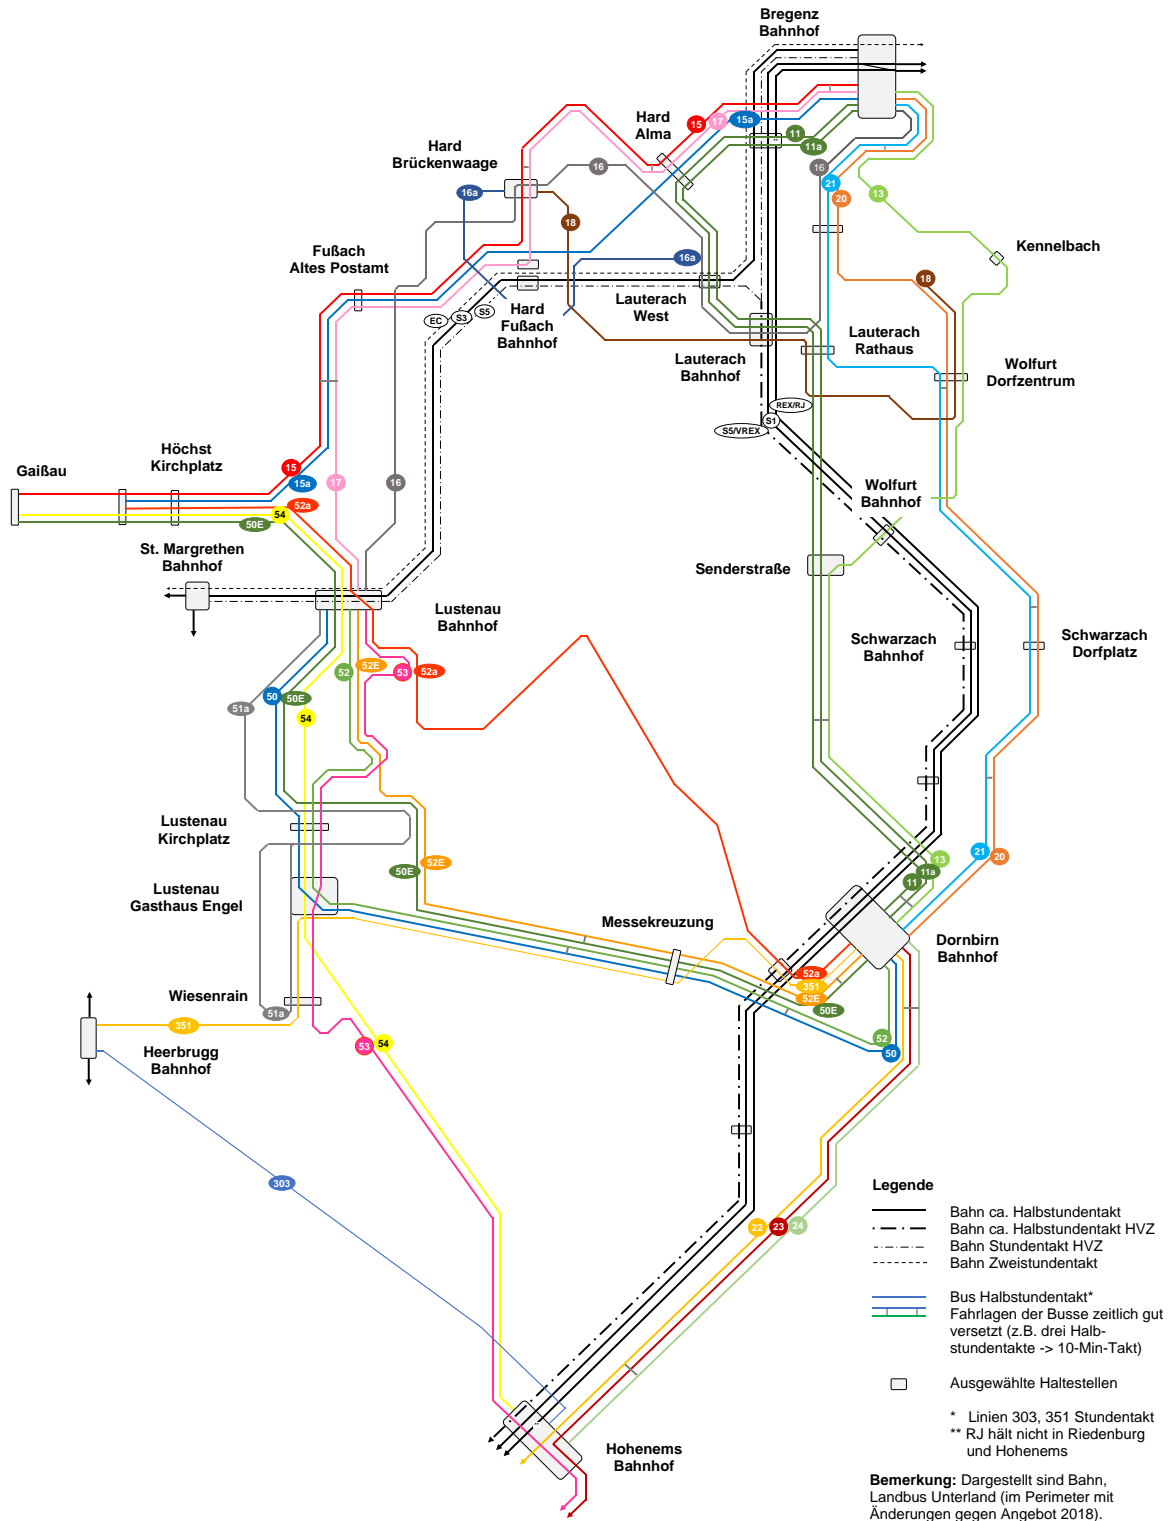 Bregenz
Bahnhof
Hard
Alma
15
17
15a
11
11a
Hard
Brückenwaage
16
16
16a
21
20
13
18
Kennelbach
Fußach
Altes Postamt
16a
18
EC
S3
S5
Hard
Fußach
Bahnhof
Lauterach
West
Lauterach
Rathaus
Lauterach
Bahnhof
Wolfurt
Dorfzentrum
REX/RJ
S1
S5/VREX
Höchst
Kirchplatz
Gaißau
15
15a
17
16
52a
54
50E
Wolfurt
Bahnhof
St. Margrethen
Bahnhof
Senderstraße
Lustenau
Bahnhof
Schwarzach
Bahnhof
Schwarzach
Dorfplatz
52
52E
53
52a
50
50E
51a
54
Lustenau
Kirchplatz
21
20
13
11a
11
52E
50E
Lustenau
Gasthaus Engel
Messekreuzung
Dornbirn
Bahnhof
52a
351
52E
50E
Wiesenrain
51a
351
52
50
53
54
Heerbrugg
Bahnhof
303
22
23
24
Legende
Bahn ca. Halbstundentakt
Bahn ca. Halbstundentakt HVZ
Bahn Stundentakt HVZ
Bahn Zweistundentakt
Bus Halbstundentakt*
Fahrlagen der Busse zeitlich gut
versetzt (z.B. drei Halb-
stundentakte -> 10-Min-Takt)
Ausgewählte Haltestellen
* Linien 303, 351 Stundentakt
** RJ hält nicht in Riedenburg
und Hohenems
Hohenems
Bahnhof
Bemerkung: Dargestellt sind Bahn,
Landbus Unterland (im Perimeter mit
Änderungen gegen Angebot 2018).